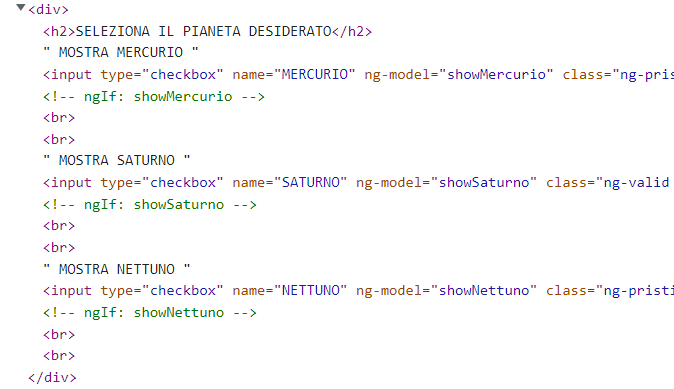 ▼<div>
<h2>SELEZIONA IL PIANETA DESIDERATO</h2>
" MOSTRA MERCURIO "
<input type="checkbox" name="MERCURIO" ng-model="showMercurio" class="ng-pris
<!-- ngIf: showMercurio -->
<br>
<br>
" MOSTRA SATURNO "
<input type="checkbox" name="SATURNO" ng-model="showSaturno" class="ng-valid
<!-- ngIf: showSaturno -->
<br>
<br>
" MOSTRA NETTUNO "
<input type="checkbox" name="NETTUNO" ng-model="showNettuno" class="ng-pristi
<!-- ngIf: showNettuno -->
<br>
<br>
</div>